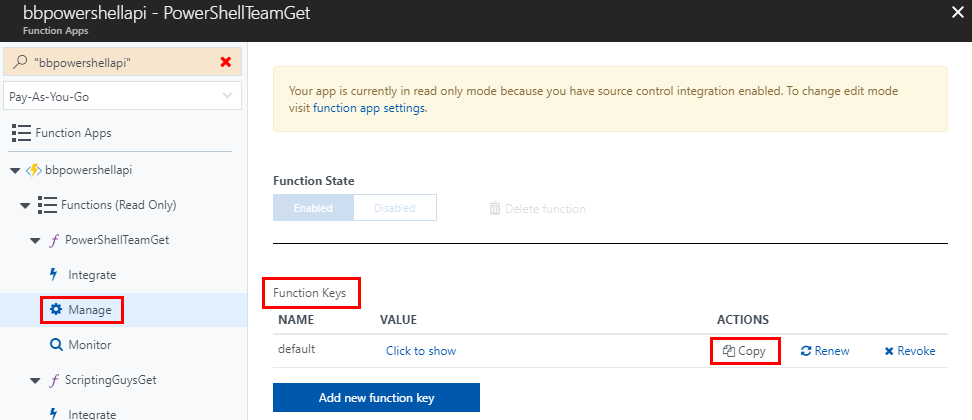 bbpowershellapi - PowerShellTeamGet
Function Apps
"bbpowershellapi"
Pay-As-You-Go
Function Apps
bbpowershellapi
Functions (Read Only)
PowerShellTeamGet
Integrate
Manage
Monitor
ScriptingGuysGet
Integrate
Your app is currently in read only mode because you have source control integration enabled. To change edit mode
visit function app settings.
Function State
Enabled Disabled Delete function
Function Keys
NAME VALUE ACTIONS
default Click to show Copy Renew Revoke
Add new function key